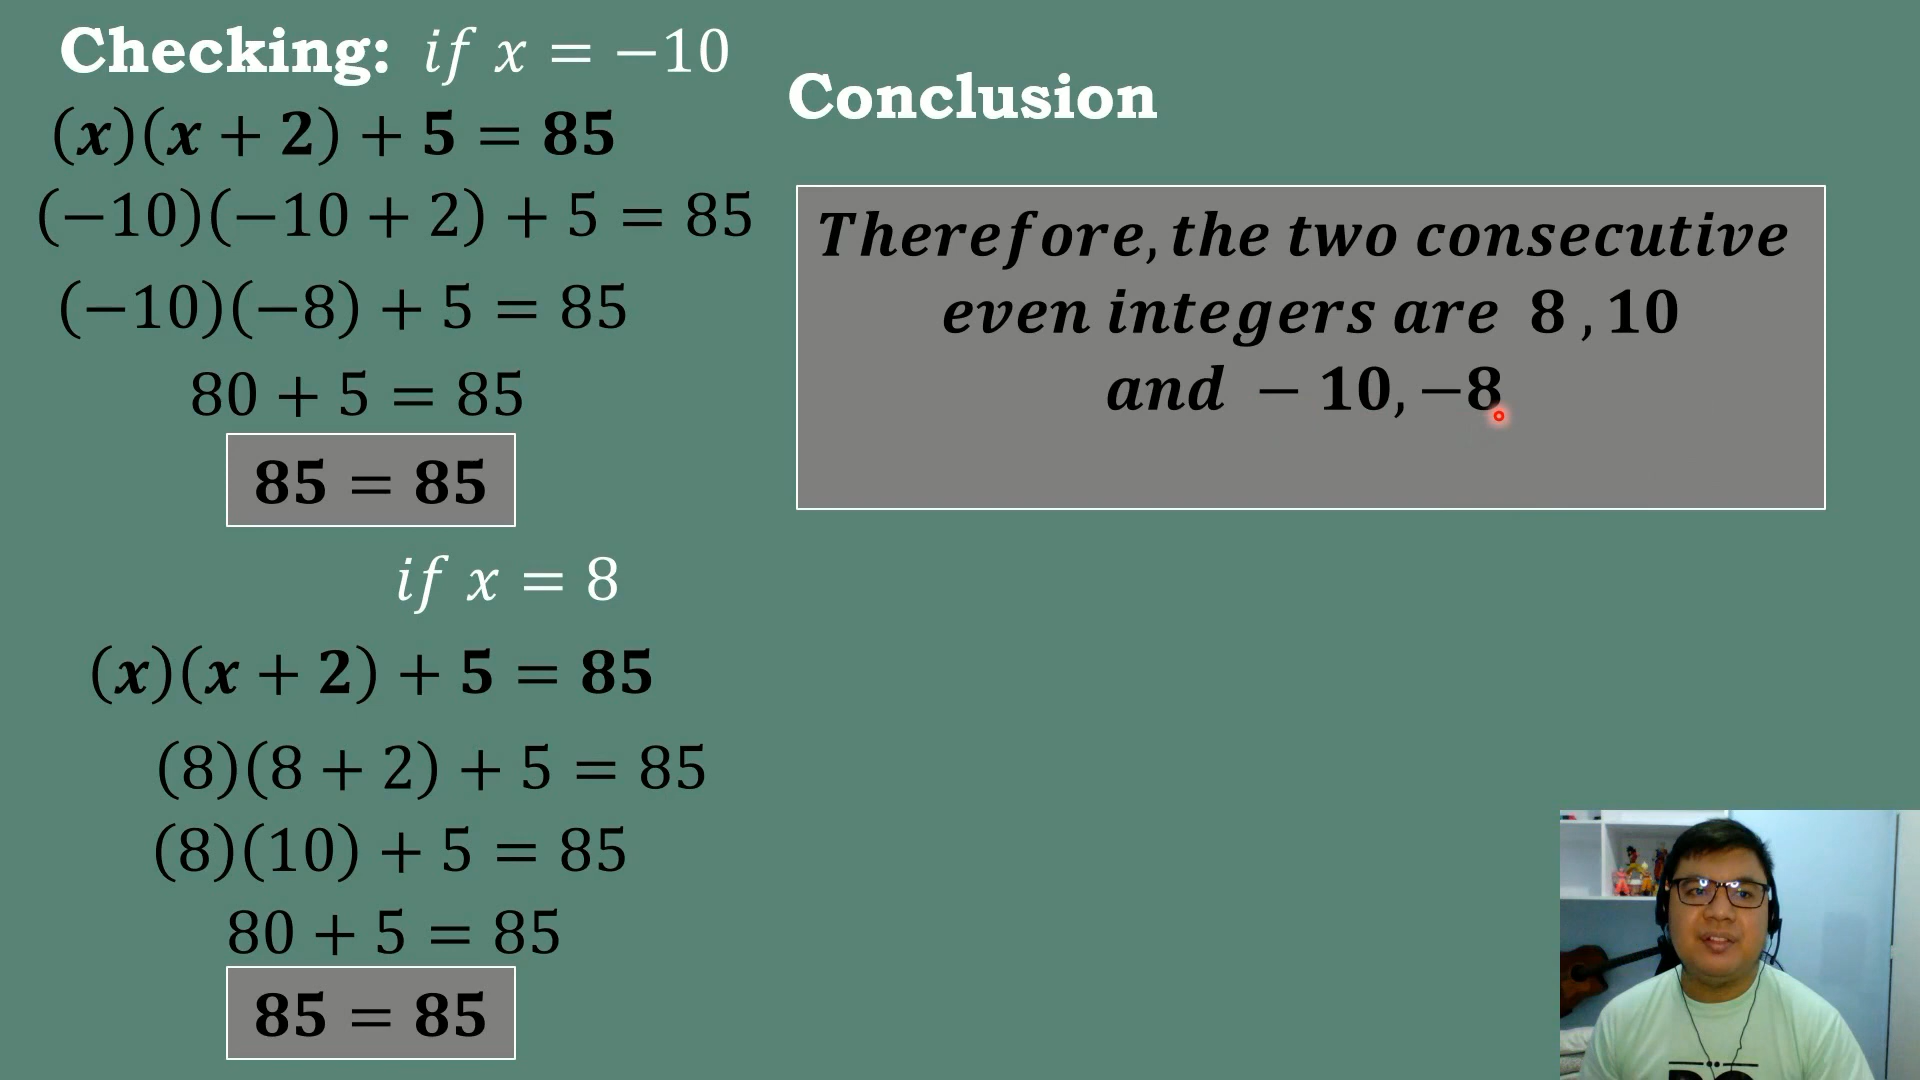 Checking: if x = −10
(x)(x + 2) + 5 = 85
(−10)(−10 + 2) + 5 = 85
(−10)(−8) + 5 = 85
80 + 5 = 85
85 = 85
if x = 8
(x)(x + 2) + 5 = 85
(8)(8 + 2) + 5 = 85
(8)(10) + 5 = 85
80 + 5 = 85
85 = 85
Conclusion
Therefore, the two consecutive
even integers are 8 , 10
and − 10, −8